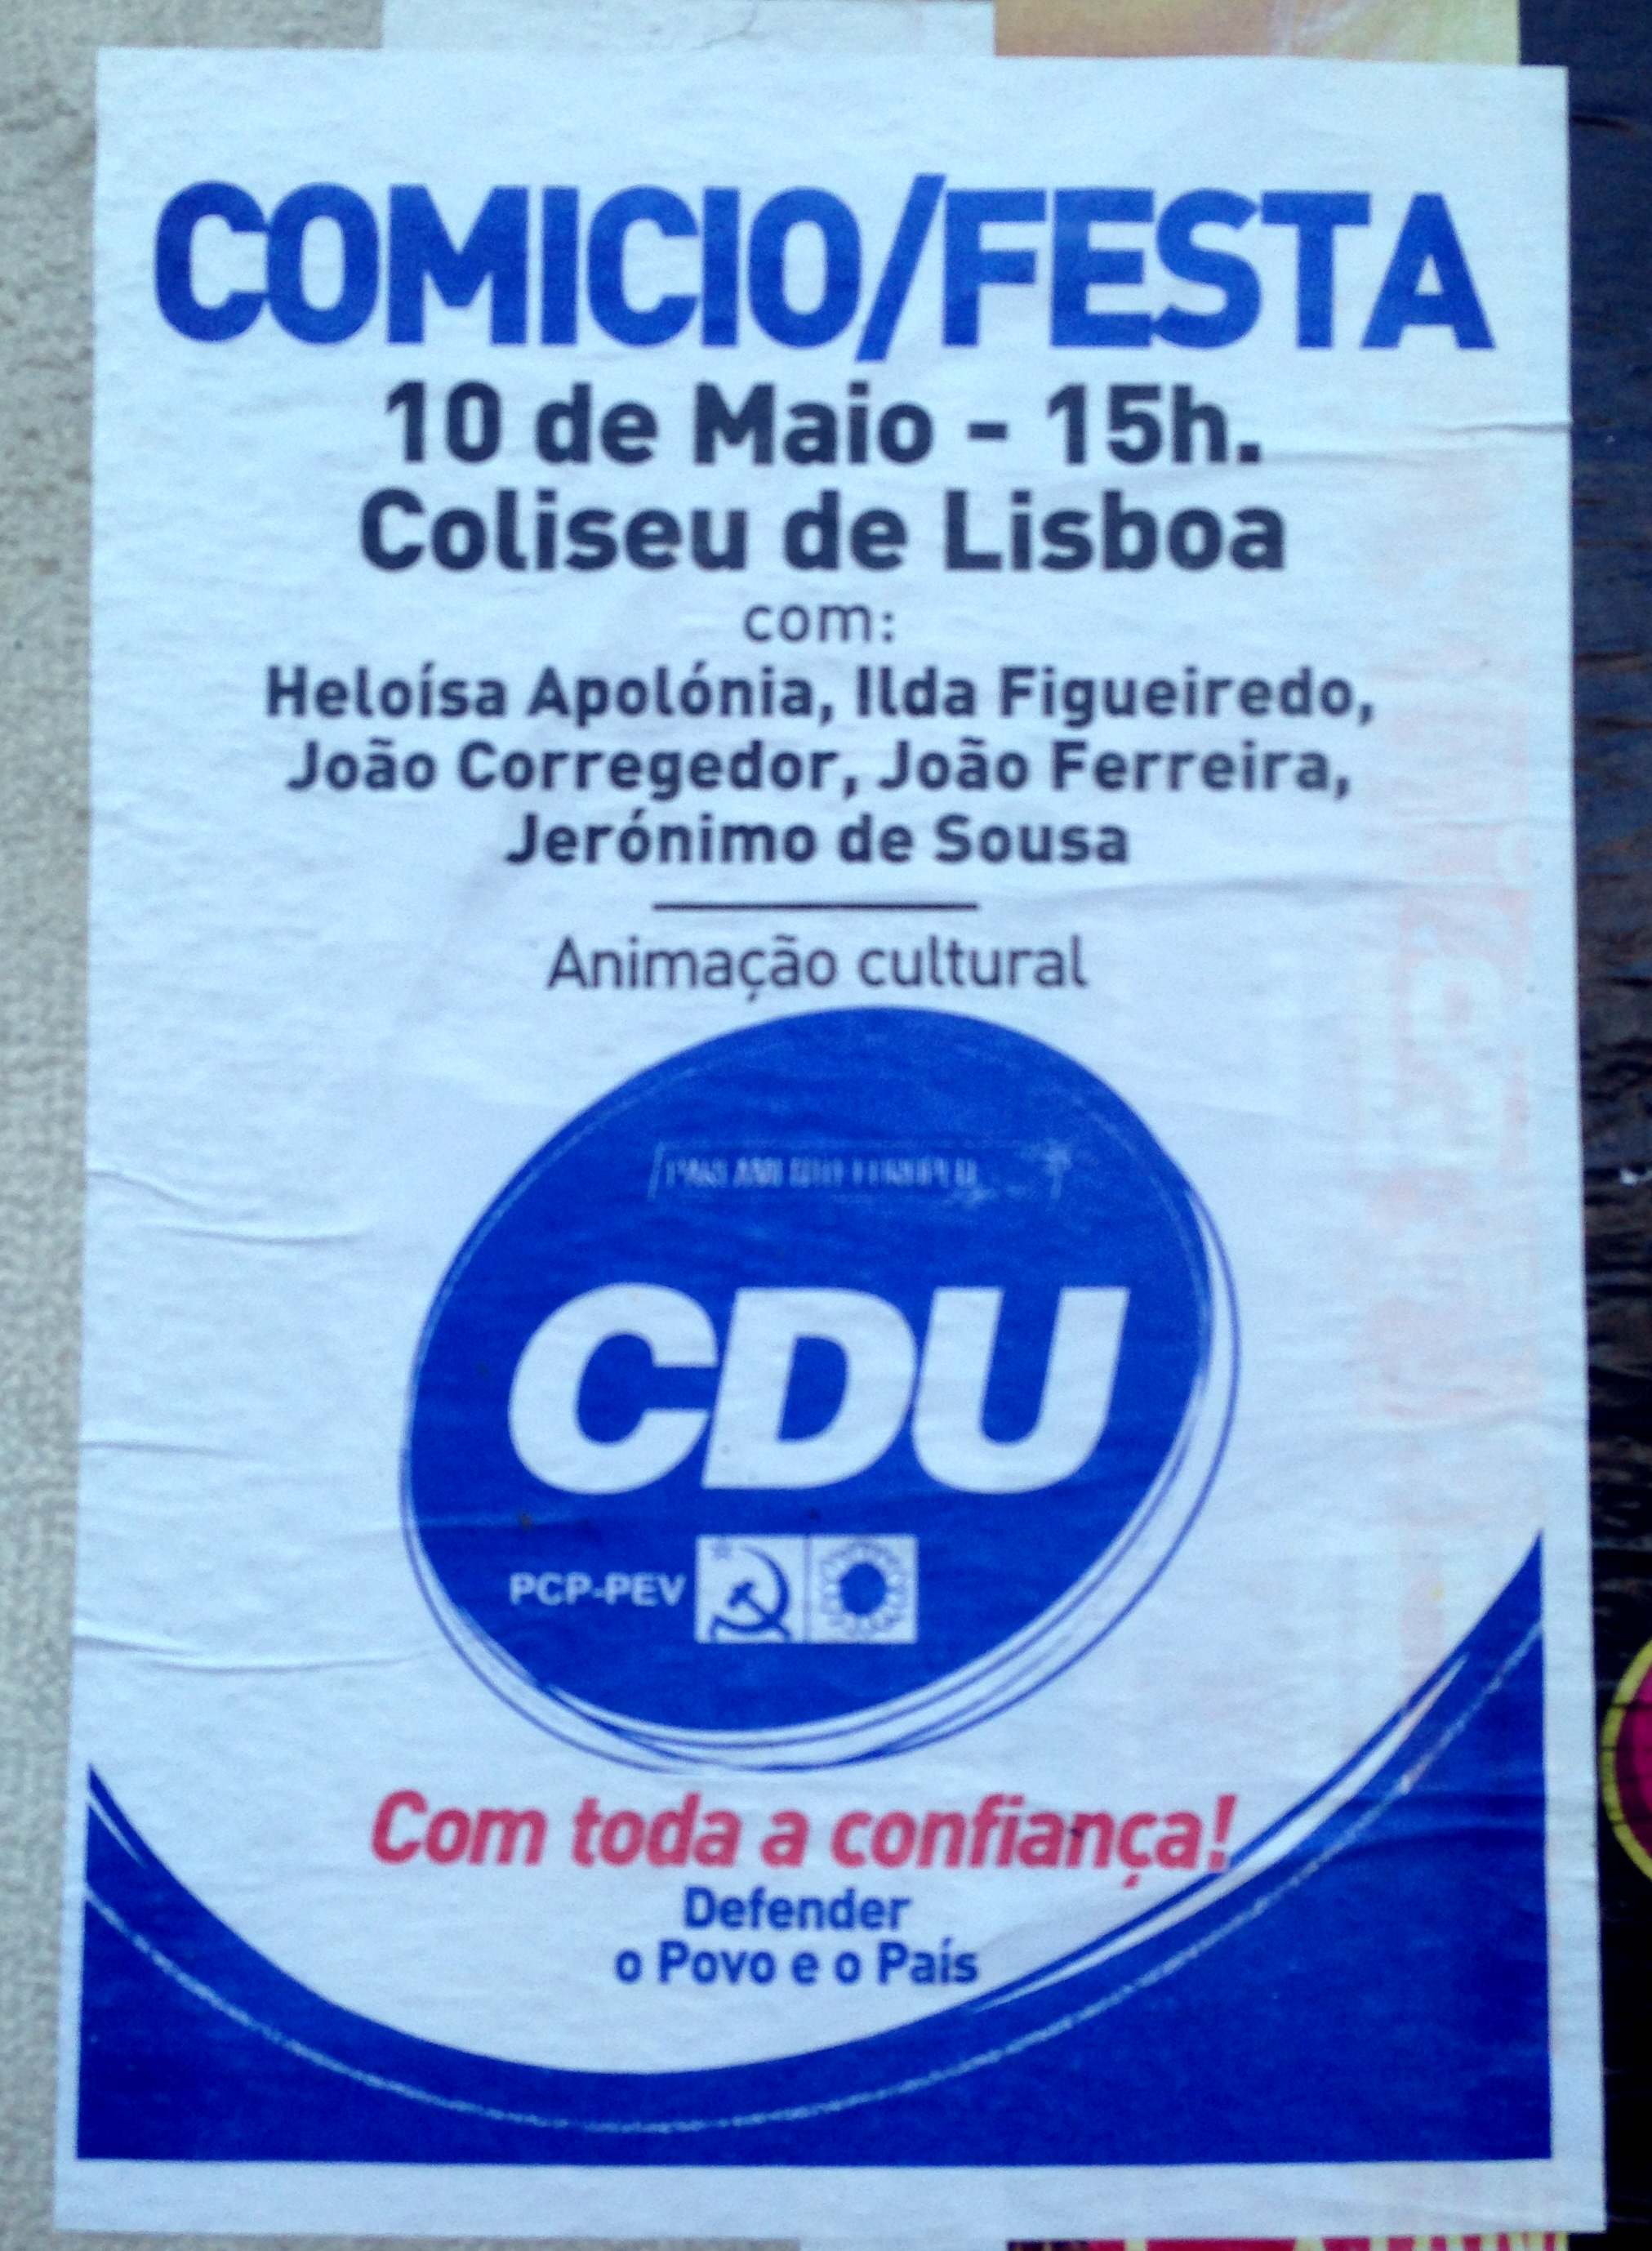 COMICIO/FESTA
10 de Maio - 15h.
Coliseu de Lisboa
com:
Heloísa Apolónia, Ilda Figueiredo,
João Corregedor, João Ferreira,
Jerónimo de Sousa
Animação cultural
CDU
PCP-PEV
Com toda a confiança!
Defender
o Povo e o País